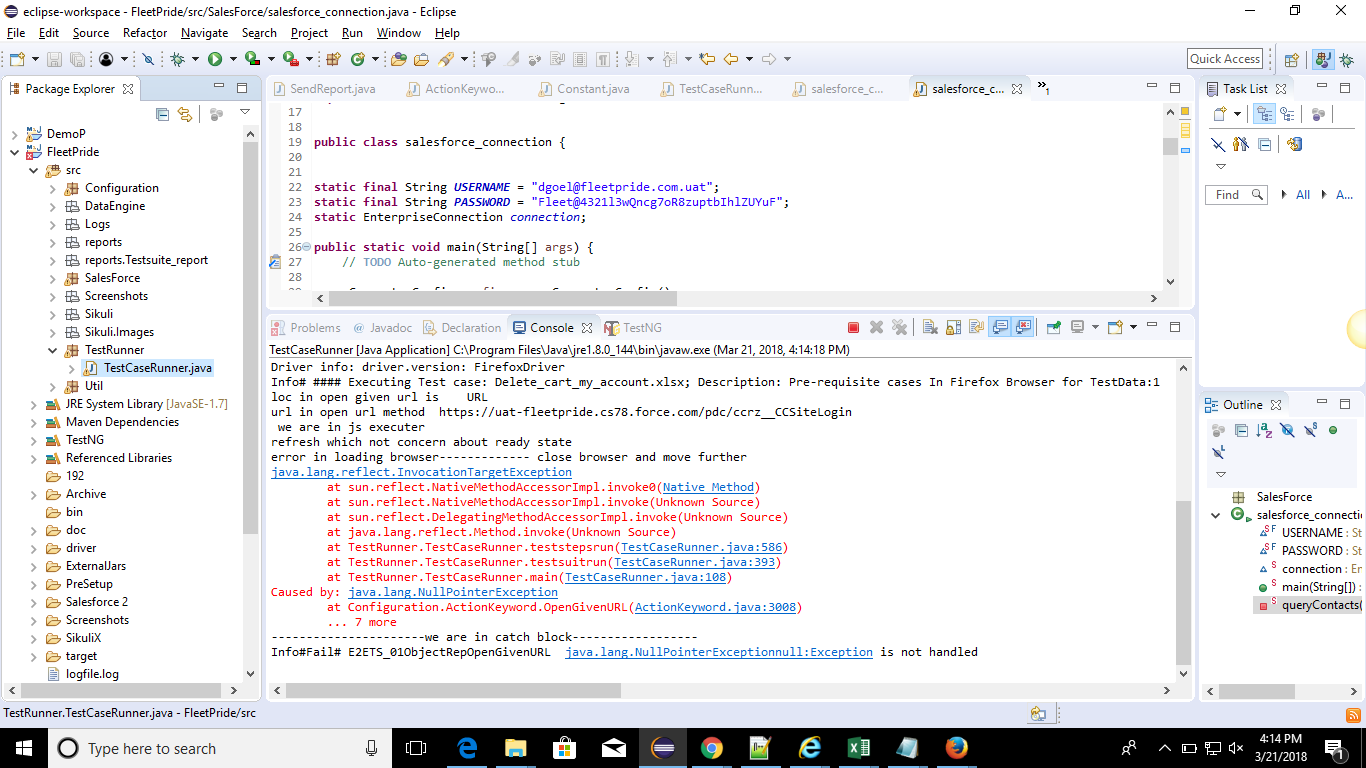 eclipse-workspace - FleetPride/src/SalesForce/salesforce_connection.java - Eclipse
File Edit Source Refactor Navigate Search Project Run Window Help
Quick Access
Package Explorer
DemoP
FleetPride
src
Configuration
DataEngine
Logs
reports
reports.Testsuite_report
SalesForce
Screenshots
Sikuli
Sikuli.Images
TestRunner
TestCaseRunner.java
Util
JRE System Library [JavaSE-1.7]
Maven Dependencies
TestNG
Referenced Libraries
192
Archive
bin
doc
driver
ExternalJars
PreSetup
Salesforce 2
Screenshots
SikuliX
target
logfile.log
SendReport.java ActionKeywo... Constant.java TestCaseRunn... salesforce_c... salesforce_c... »1
17
18
19 public class salesforce_connection {
20
21
22 static final String USERNAME = "dgoel@fleetpride.com.uat";
23 static final String PASSWORD = "Fleet@4321l3wQncg7oR8zuptbIhlZUYuF";
24 static EnterpriseConnection connection;
25
26 public static void main(String[] args) {
27 // TODO Auto-generated method stub
28
Problems Javadoc Declaration Console TestNG
TestCaseRunner [Java Application] C:\Program Files\Java\jre1.8.0_144\bin\javaw.exe (Mar 21, 2018, 4:14:18 PM)
Driver info: driver.version: FirefoxDriver
Info# #### Executing Test case: Delete_cart_my_account.xlsx; Description: Pre-requisite cases In Firefox Browser for TestData:1
loc in open given url is URL
url in open url method https://uat-fleetpride.cs78.force.com/pdc/ccrz__CCSiteLogin
we are in js executer
refresh which not concern about ready state
error in loading browser------------- close browser and move further
java.lang.reflect.InvocationTargetException
at sun.reflect.NativeMethodAccessorImpl.invoke0(Native Method)
at sun.reflect.NativeMethodAccessorImpl.invoke(Unknown Source)
at sun.reflect.DelegatingMethodAccessorImpl.invoke(Unknown Source)
at java.lang.reflect.Method.invoke(Unknown Source)
at TestRunner.TestCaseRunner.teststepsrun(TestCaseRunner.java:586)
at TestRunner.TestCaseRunner.testsuitrun(TestCaseRunner.java:393)
at TestRunner.TestCaseRunner.main(TestCaseRunner.java:108)
Caused by: java.lang.NullPointerException
at Configuration.ActionKeyword.OpenGivenURL(ActionKeyword.java:3008)
... 7 more
----------------------we are in catch block------------------
Info#Fail# E2ETS_01ObjectRepOpenGivenURL java.lang.NullPointerExceptionnull:Exception is not handled
Task List
Find All A...
Outline
SalesForce
salesforce_connectic
USERNAME : St
PASSWORD : St
connection : Er
main(String[]) :
queryContacts(
TestRunner.TestCaseRunner.java - FleetPride/src
Type here to search
4:14 PM
3/21/2018
1